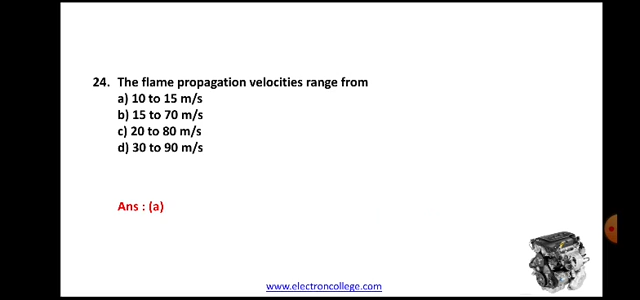 24. The flame propagation velocities range from
a) 10 to 15 m/s
b) 15 to 70 m/s
c) 20 to 80 m/s
d) 30 to 90 m/s
Ans : (a)
www.electroncollege.com